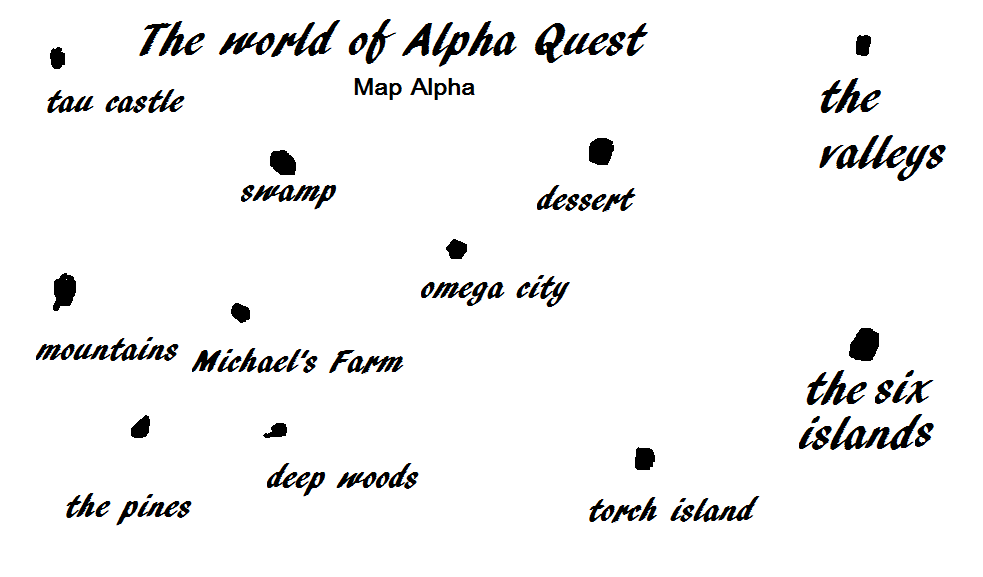 The world of Alpha Quest
Map Alpha
tau castle
the
valleys
swamp
dessert
omega city
mountains
Michael's Farm
the six
islands
deep woods
the pines
torch island